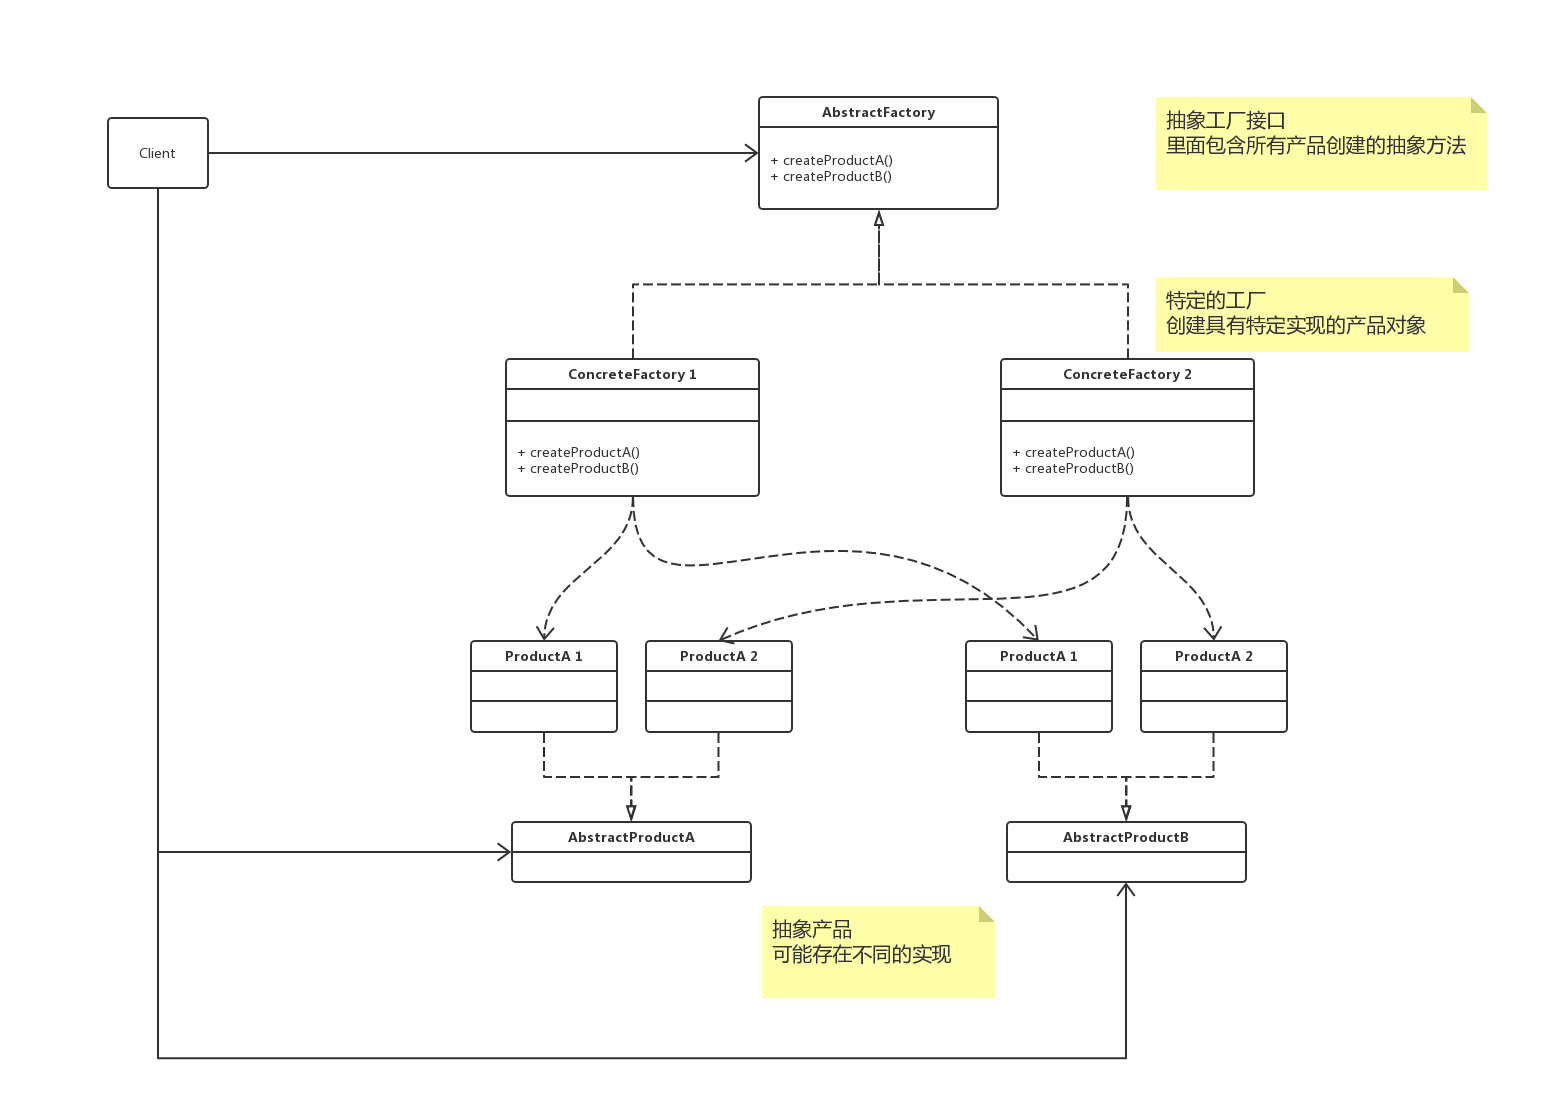 AbstractFactory
Client
+ createProductA()
+ createProductB()
抽象工厂接口
里面包含所有产品创建的抽象方法
特定的工厂
创建具有特定实现的产品对象
ConcreteFactory 1
+ createProductA()
+ createProductB()
ConcreteFactory 2
+ createProductA()
+ createProductB()
ProductA 1
ProductA 2
ProductA 1
ProductA 2
AbstractProductA
AbstractProductB
抽象产品
可能存在不同的实现